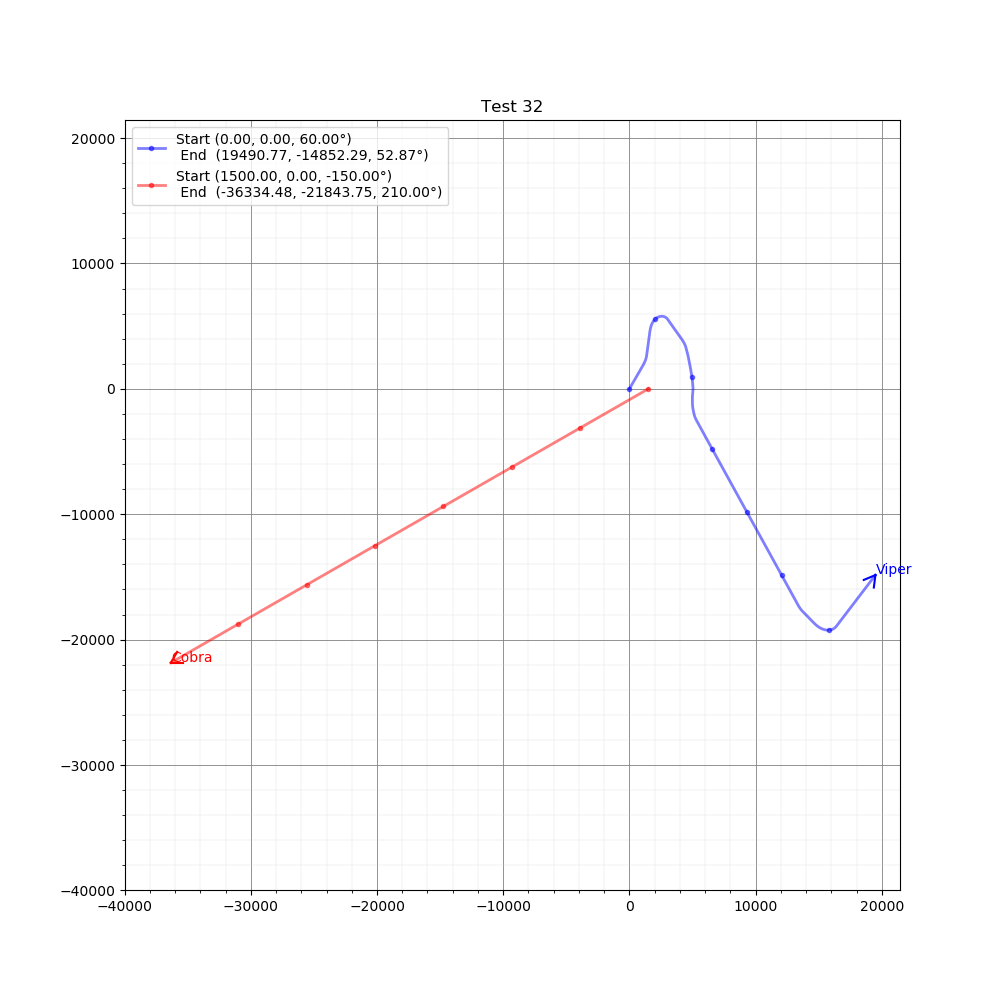 Test 32
Start (0.00, 0.00, 60.00°)
End (19490.77, -14852.29, 52.87°)
Start (1500.00, 0.00, -150.00°)
End (-36334.48, -21843.75, 210.00°)
20000
10000
0
−10000
−20000
−30000
−40000
Viper
Cobra
−40000 −30000 −20000 −10000 0 10000 20000